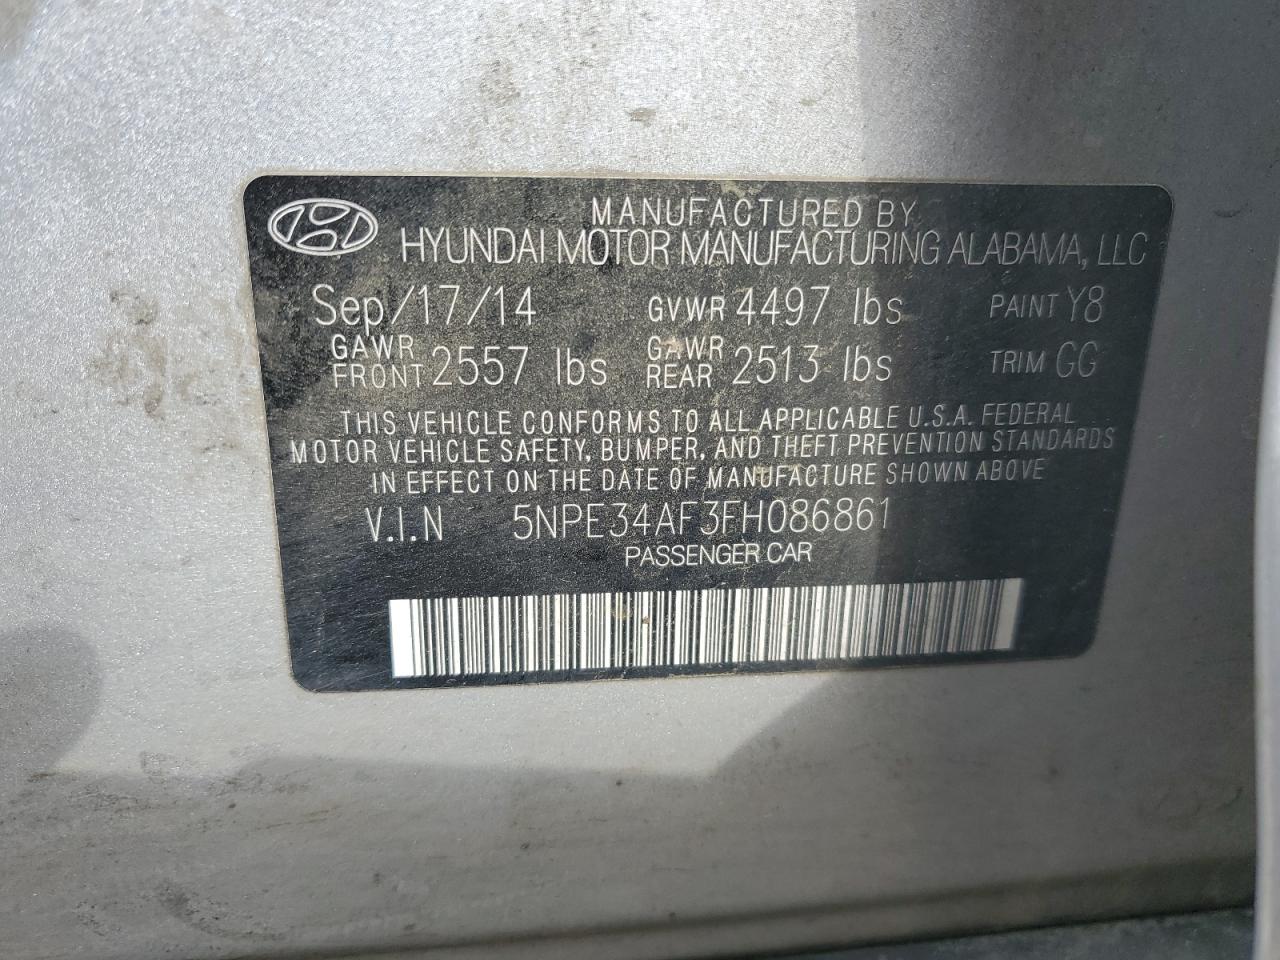 MANUFACTURED BY
HYUNDAI MOTOR MANUFACTURING ALABAMA, LLC
Sep/17/14 GVWR 4497 lbs PAINT Y8
GAWR FRONT 2557 lbs GAWR REAR 2513 lbs TRIM GG
THIS VEHICLE CONFORMS TO ALL APPLICABLE U.S.A. FEDERAL
MOTOR VEHICLE SAFETY, BUMPER, AND THEFT PREVENTION STANDARDS
IN EFFECT ON THE DATE OF MANUFACTURE SHOWN ABOVE
V.I.N 5NPE34AF3FH086861
PASSENGER CAR